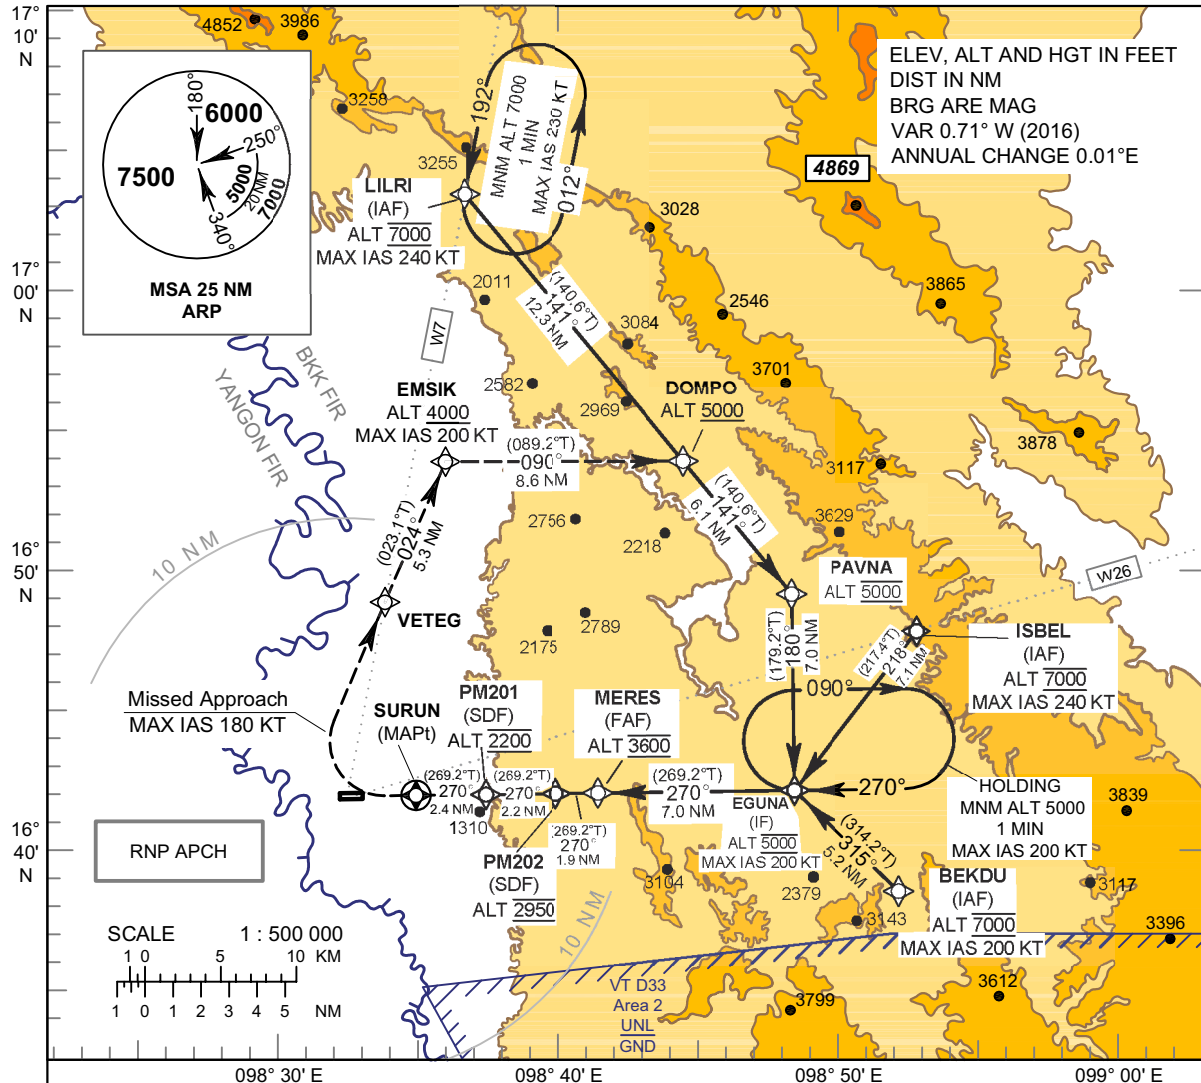 17°
10'
N
4852
3986
180°
6000
250°
7500
5000
20 NM
7000
340°
MSA 25 NM
ARP
3258
3255
192°
MNM ALT 7000
1 MIN
MAX IAS 230 KT
012°
ELEV, ALT AND HGT IN FEET
DIST IN NM
BRG ARE MAG
VAR 0.71° W (2016)
ANNUAL CHANGE 0.01°E
4869
LILRI
(IAF)
ALT 7000
MAX IAS 240 KT
3028
3865
17°
00'
N
2011
(140.6°T)
141°
12.3 NM
2546
3084
W7
BKK FIR
YANGON FIR
3701
2582
2969
EMSIK
ALT 4000
MAX IAS 200 KT
DOMPO
ALT 5000
3878
(089.2°T)
090°
8.6 NM
3117
(140.6°T)
141°
6.1 NM
(023.1°T)
024°
5.3 NM
2756
2218
3629
10 NM
16°
50'
N
PAVNA
ALT 5000
W26
VETEG
2789
2175
(179.2°T)
180°
7.0 NM
(217.4°T)
218°
7.1 NM
ISBEL
(IAF)
ALT 7000
MAX IAS 240 KT
Missed Approach
MAX IAS 180 KT
SURUN
(MAPt)
PM201
(SDF)
ALT 2200
MERES
(FAF)
ALT 3600
090°
(269.2°T)
270°
2.4 NM
(269.2°T)
270°
2.2 NM
(269.2°T)
270°
7.0 NM
270°
HOLDING
MNM ALT 5000
1 MIN
MAX IAS 200 KT
EGUNA
(IF)
ALT 5000
MAX IAS 200 KT
3839
1310
(269.2°T)
270°
1.9 NM
(314.2°T)
315°
5.2 NM
16°
40'
N
RNP APCH
PM202
(SDF)
ALT 2950
3104
2379
3143
BEKDU
(IAF)
ALT 7000
MAX IAS 200 KT
3117
3396
10 NM
SCALE 1 : 500 000
1 0 5 10 KM
1 0 1 2 3 4 5 NM
VT D33
Area 2
UNL
GND
3799
3612
098° 30' E
098° 40' E
098° 50' E
099° 00' E